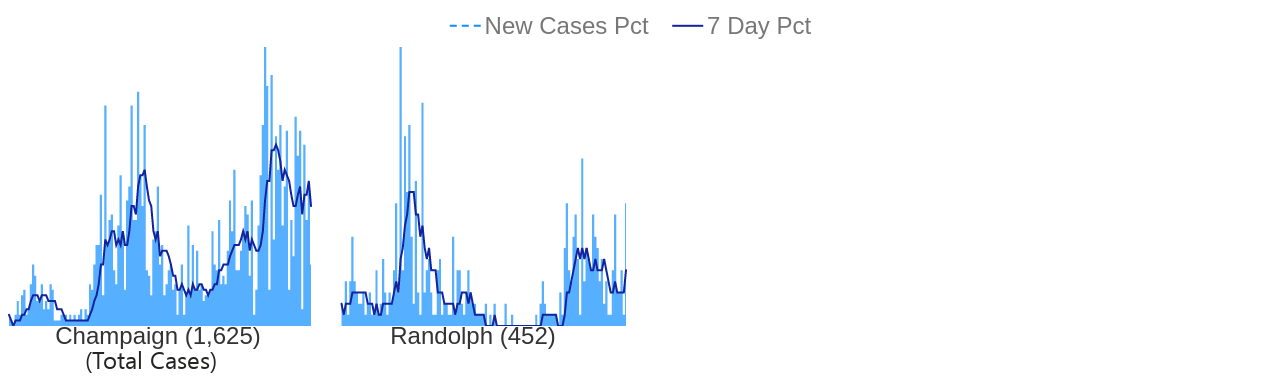 New Cases Pct 7 Day Pct
Champaign (1,625) Randolph (452)
(Total Cases)